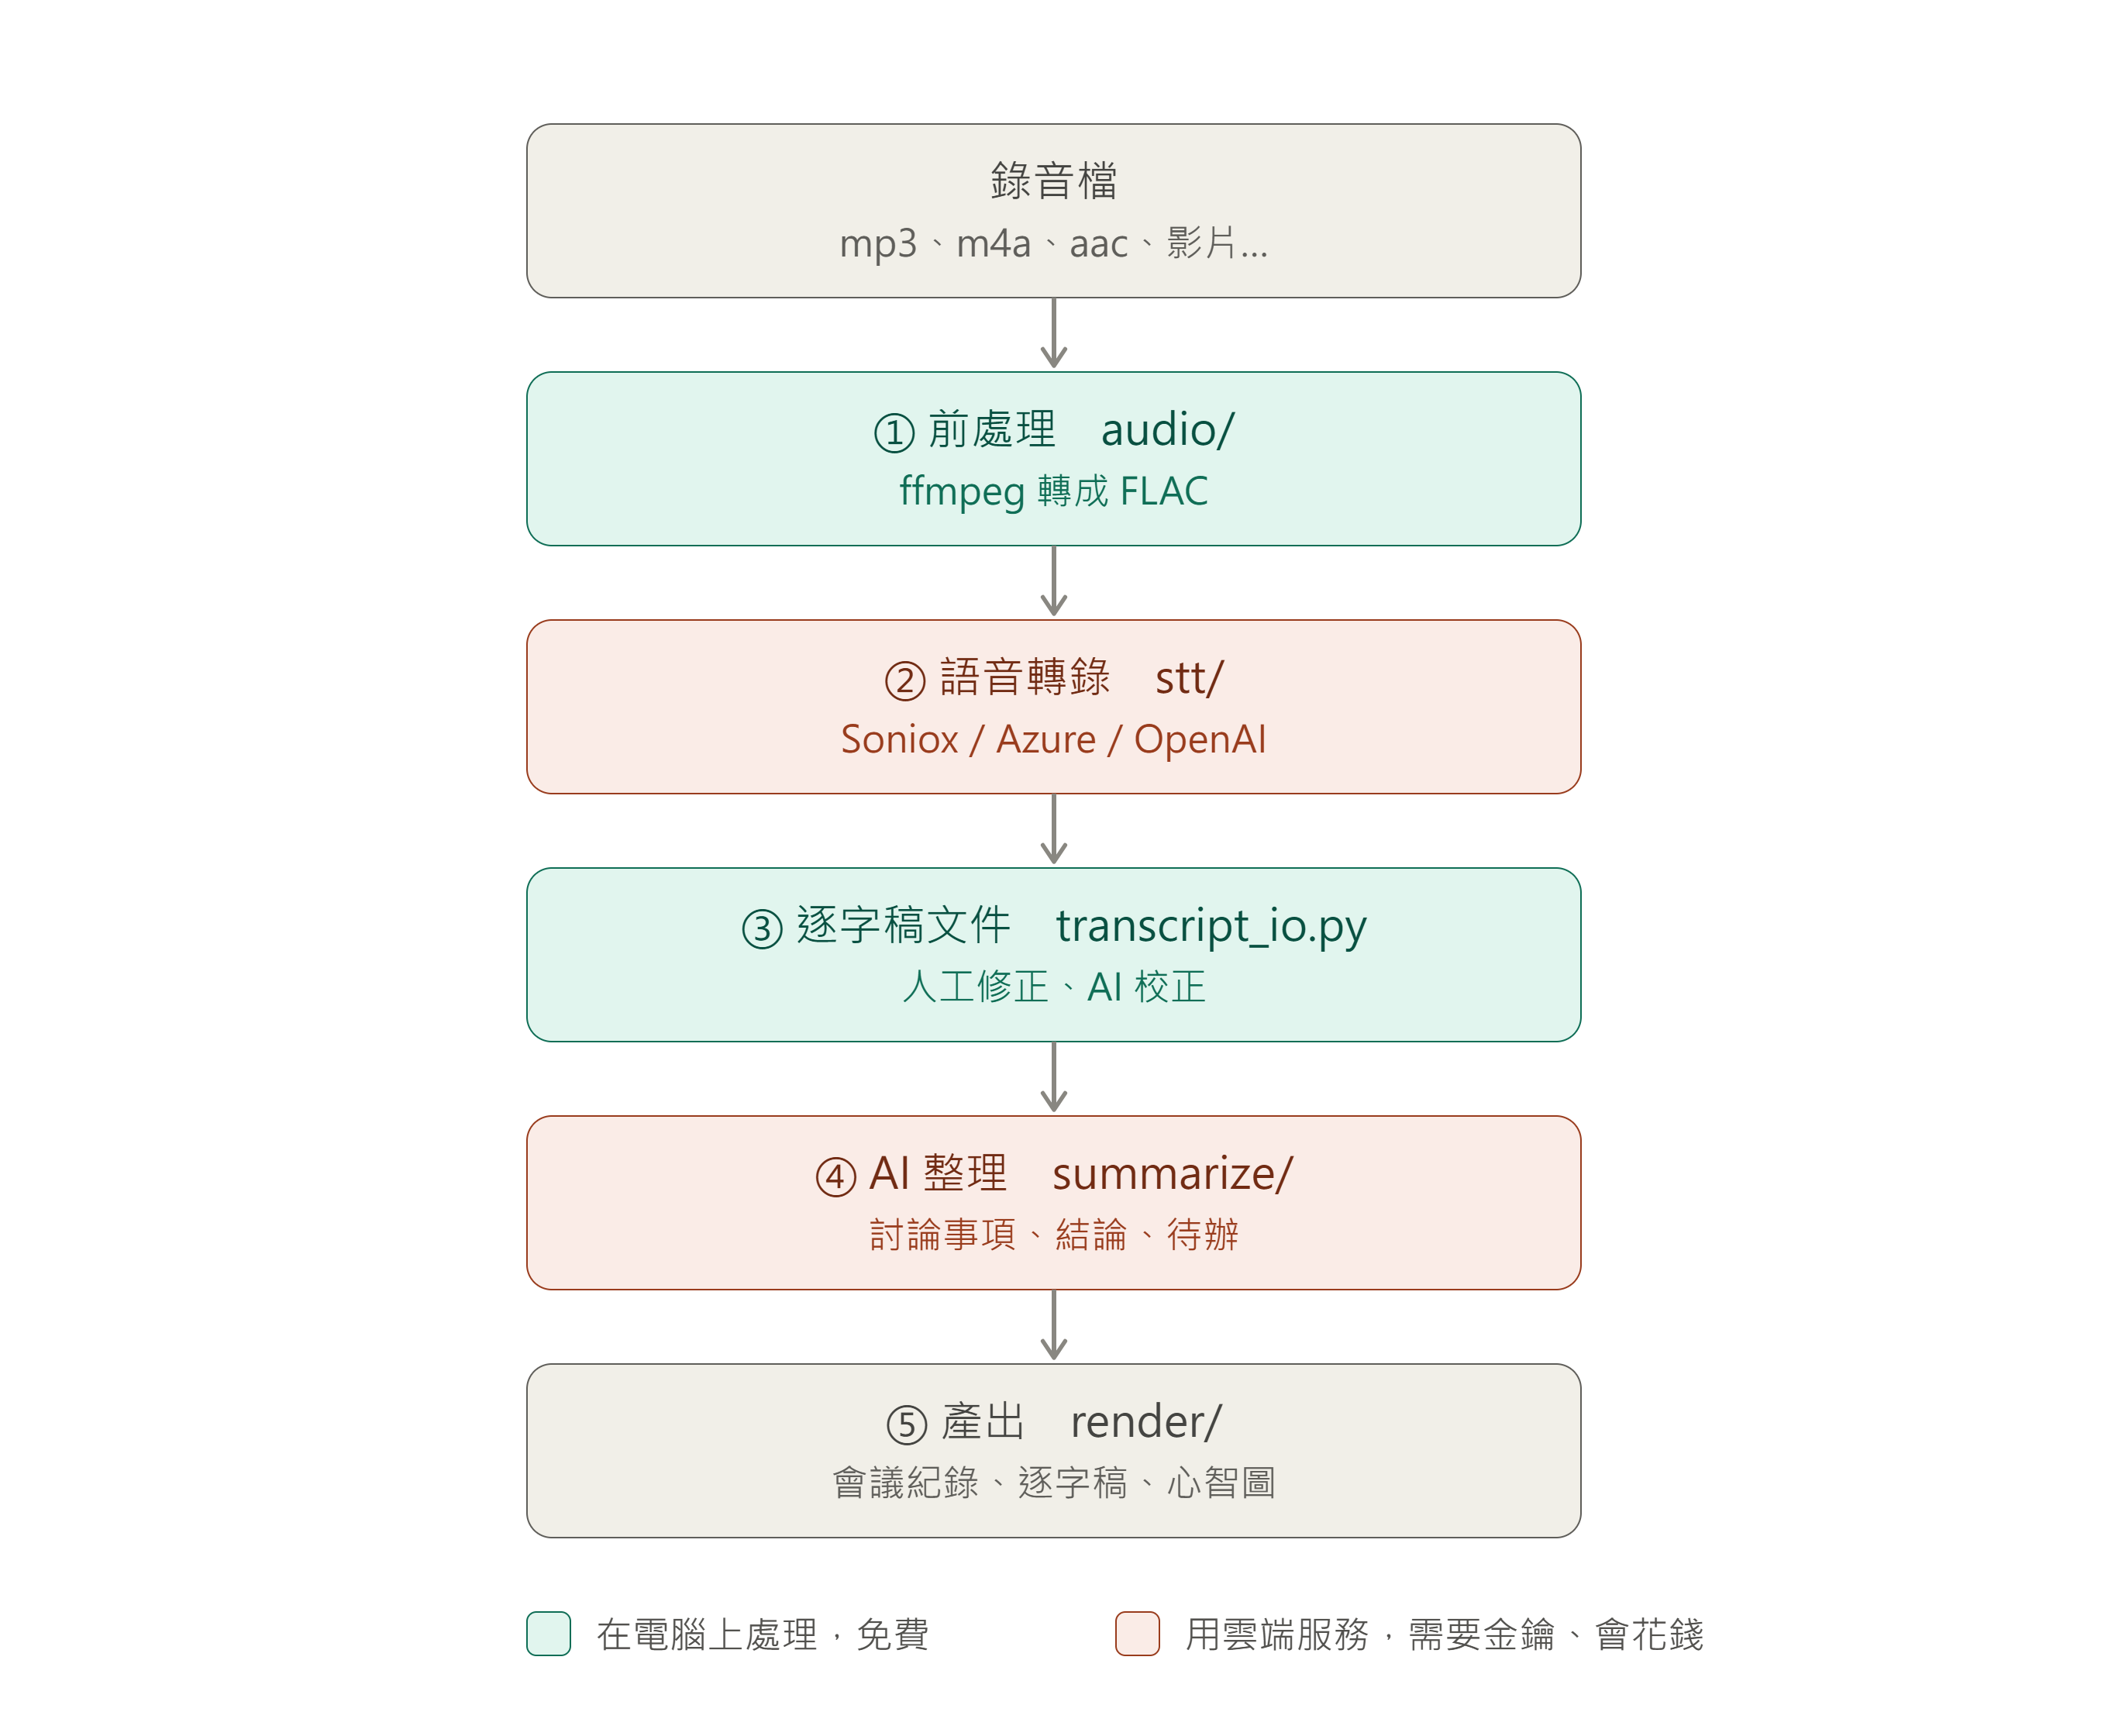 錄音檔
mp3、m4a、aac、影片...
① 前處理　audio/
ffmpeg 轉成 FLAC
② 語音轉錄　stt/
Soniox / Azure / OpenAI
③ 逐字稿文件　transcript_io.py
人工修正、AI 校正
④ AI 整理　summarize/
討論事項、結論、待辦
⑤ 產出　render/
會議紀錄、逐字稿、心智圖
在電腦上處理，免費
用雲端服務，需要金鑰、會花錢